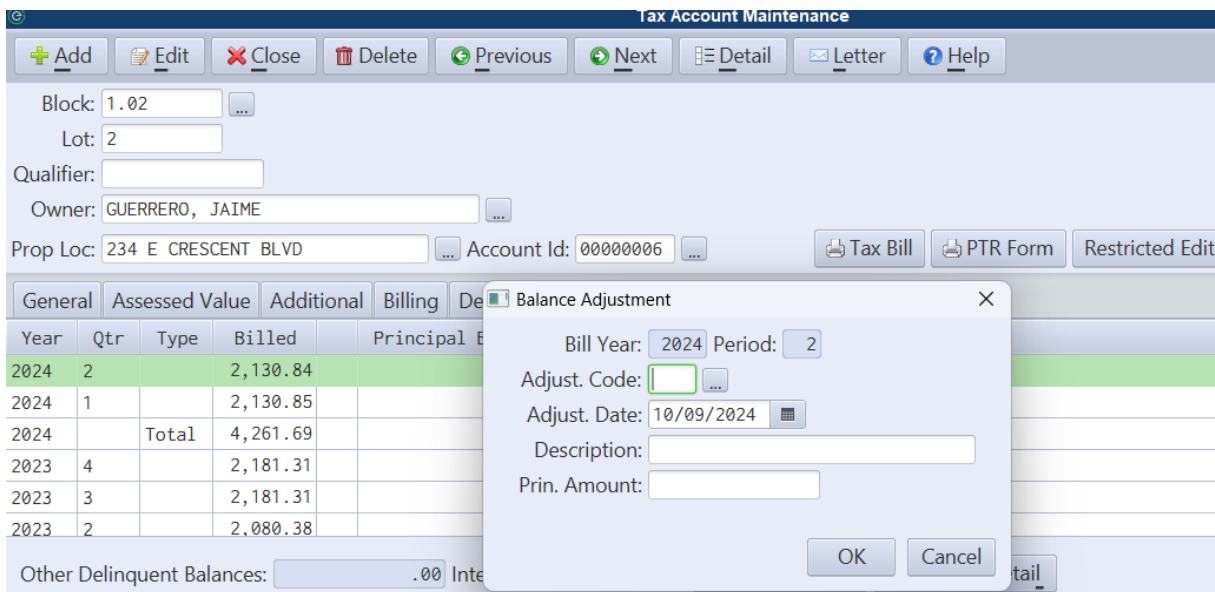 Tax Account Maintenance
Add Edit Close Delete Previous Next Detail Letter Help
Block: 1.02 ...
Lot: 2
Qualifier:
Owner: GUERRERO, JAIME ...
Prop Loc: 234 E CRESCENT BLVD ... Account Id: 00000006 ... Tax Bill PTR Form Restricted Edit
General Assessed Value Additional Billing De
Year Qtr Type Billed Principal
2024 2 2,130.84
2024 1 2,130.85
2024 Total 4,261.69
2023 4 2,181.31
2023 3 2,181.31
2023 2 2,080.38
Other Delinquent Balances: .00 Inte tail
Balance Adjustment
Bill Year: 2024 Period: 2
Adjust. Code: ...
Adjust. Date: 10/09/2024
Description:
Prin. Amount:
OK Cancel